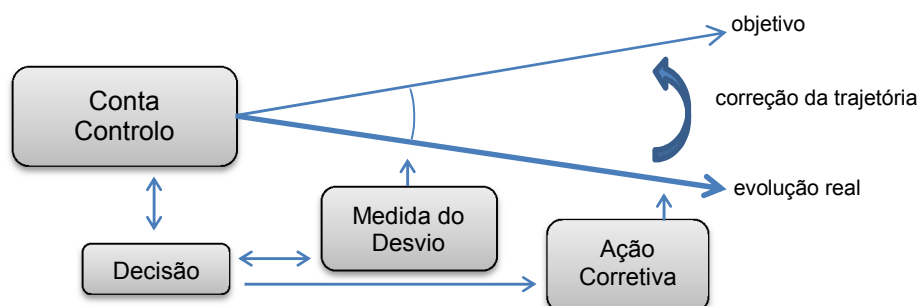 objetivo
Conta
Controlo
correção da trajetória
evolução real
Medida do
Desvio
Decisão
Ação
Corretiva